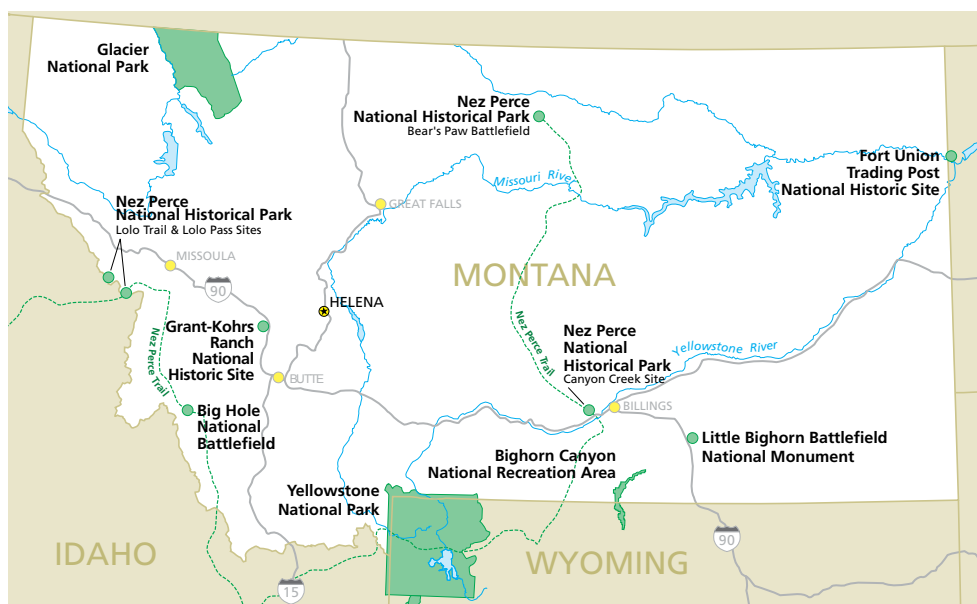 Glacier
National Park
Nez Perce
National Historical Park
Bear's Paw Battlefield
Fort Union
Trading Post
National Historic Site
Missouri River
Nez Perce
National Historical Park
Lolo Trail & Lolo Pass Sites
GREAT FALLS
MISSOULA
MONTANA
90
HELENA
Grant-Kohrs
Ranch
National
Historic Site
Nez Perce Trail
Nez Perce Trail
Nez Perce
National
Historical Park
Canyon Creek Site
Yellowstone River
BUTTE
BILLINGS
Big Hole
National
Battlefield
Little Bighorn Battlefield
National Monument
Bighorn Canyon
National Recreation Area
Yellowstone
National Park
IDAHO
WYOMING
90
15